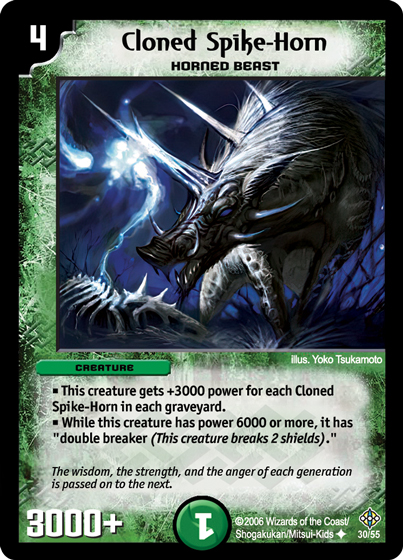 4
Cloned Spike-Horn
HORNED BEAST
illus. Yoko Tsukamoto
CREATURE
▪ This creature gets +3000 power for each Cloned
Spike-Horn in each graveyard.
▪ While this creature has power 6000 or more, it has
"double breaker (This creature breaks 2 shields)."
The wisdom, the strength, and the anger of each generation
is passed on to the next.
3000+
1
©2006 Wizards of the Coast/
Shogakukan/Mitsui-Kids ✦ 30/55